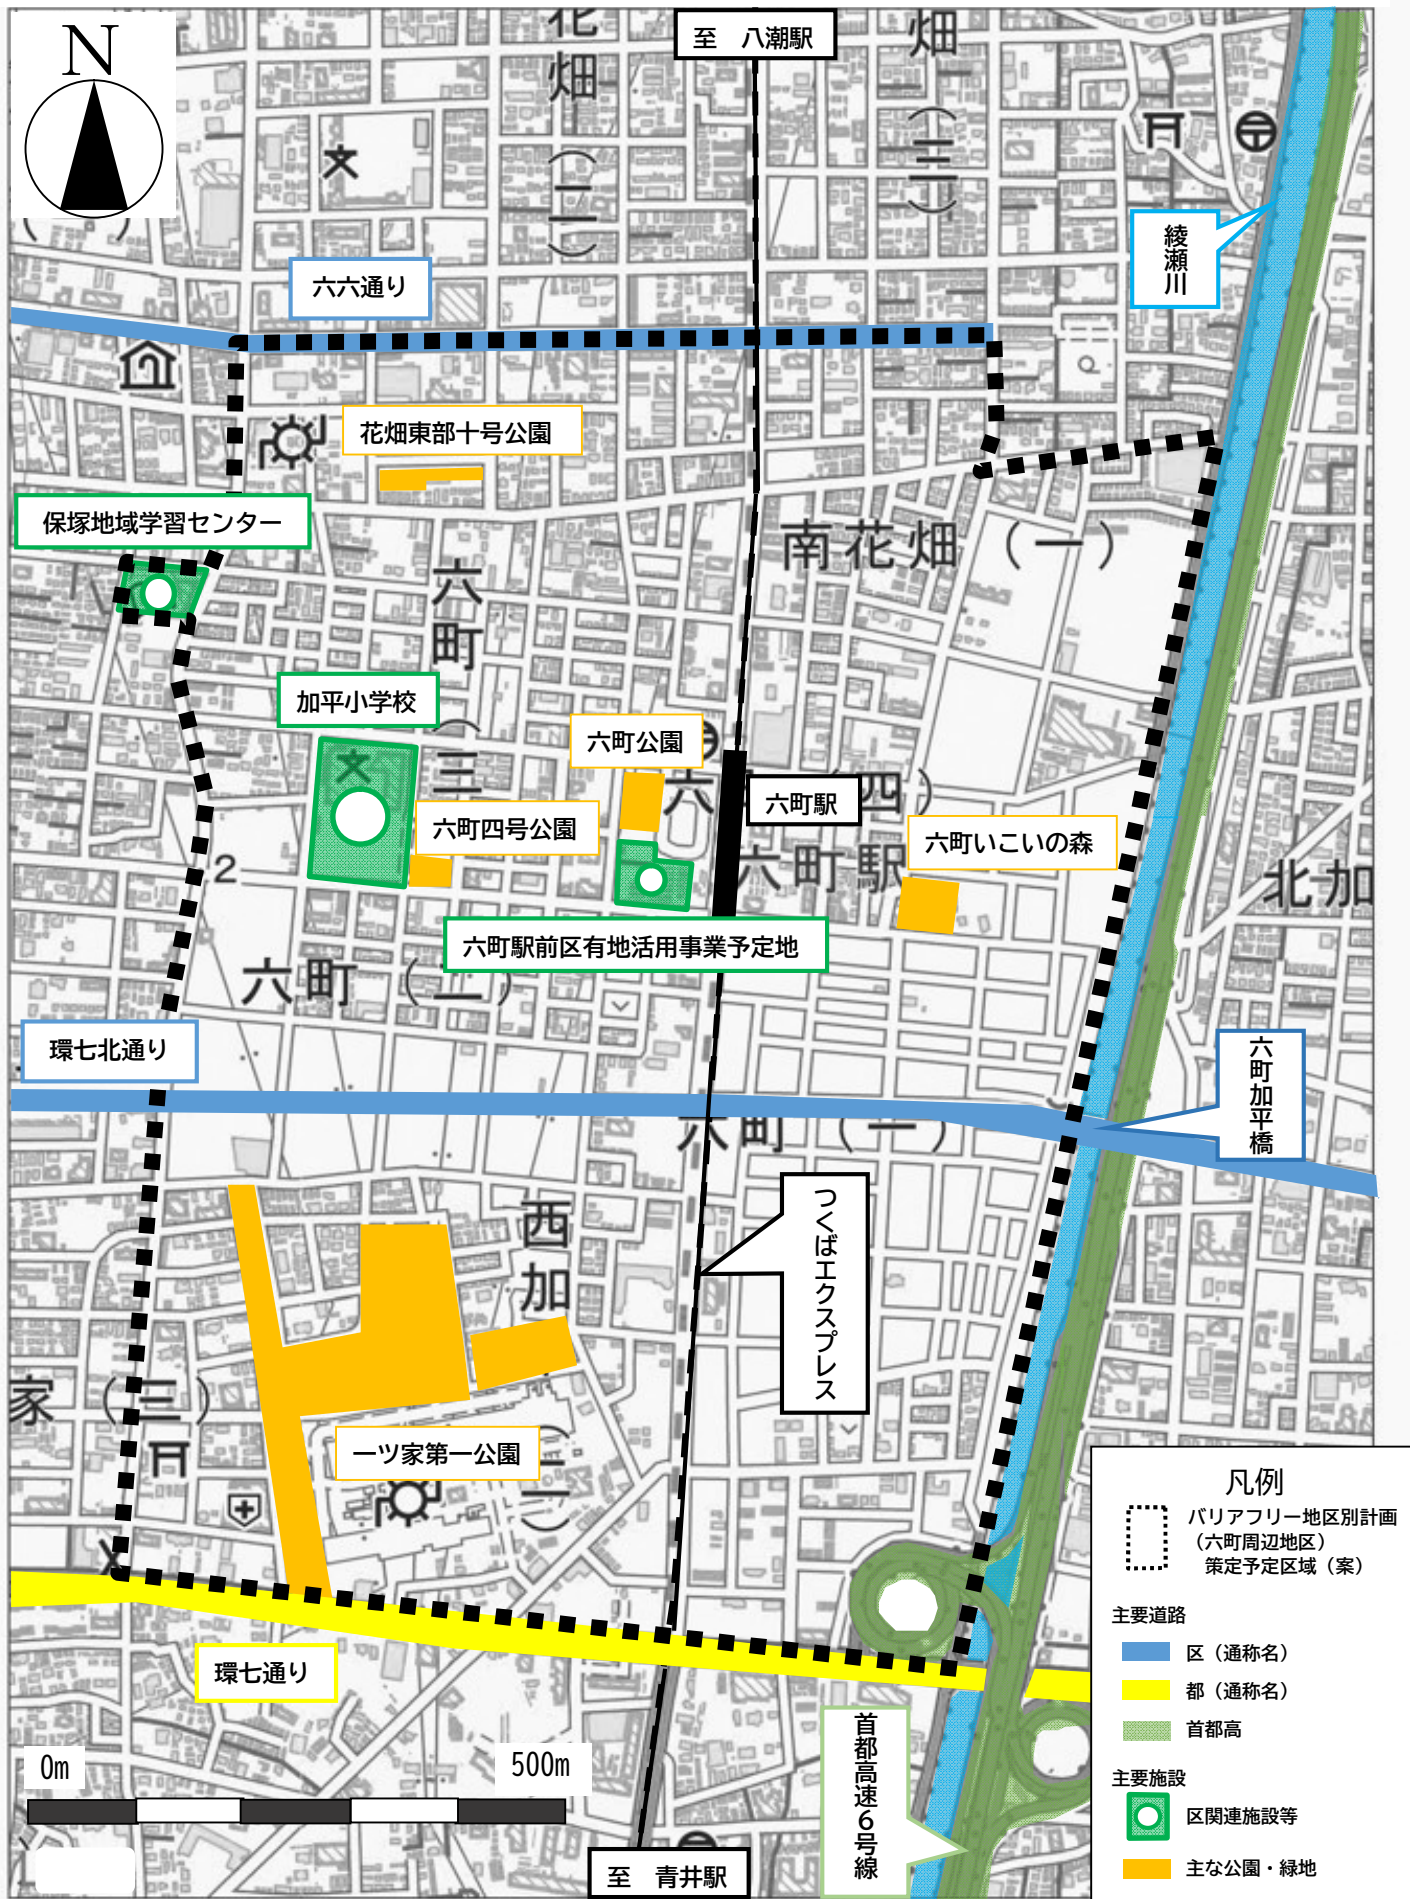 N
至　八潮駅
花畑（二）
畑（三）
綾瀬川
六六通り
花畑東部十号公園
保塚地域学習センター
南花畑（一）
六町（三）
加平小学校
六町公園
六町駅
六（四）
六町四号公園
六町いこいの森
六町駅
2
北加
六町駅前区有地活用事業予定地
六町（二）
環七北通り
六町加平橋
六町（一）
つくばエクスプレス
西加
（二）
家（三）
一ツ家第一公園
環七通り
首都高速6号線
0m
500m
至　青井駅
凡例
バリアフリー地区別計画
（六町周辺地区）
策定予定区域（案）
主要道路
区（通称名）
都（通称名）
首都高
主要施設
区関連施設等
主な公園・緑地